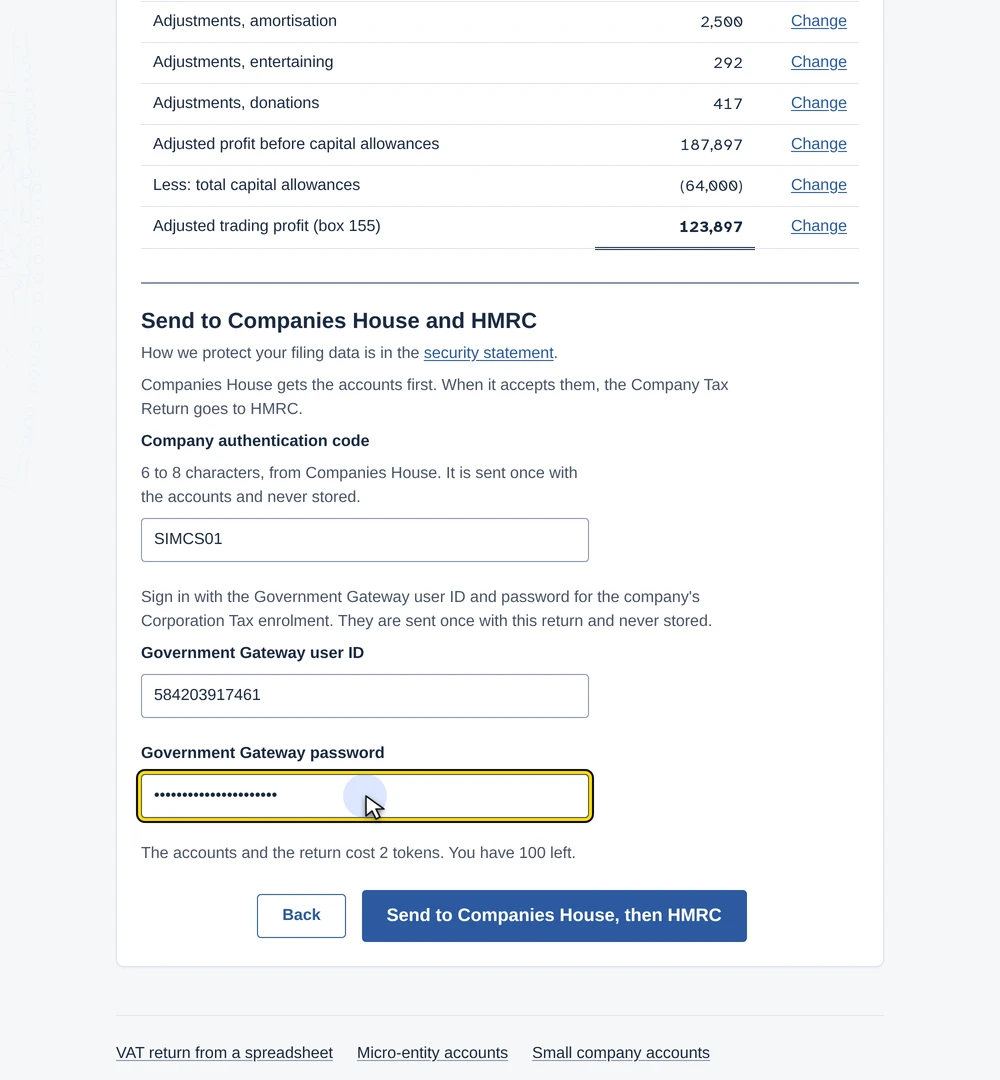 Adjustments, amortisation 2,500 Change
Adjustments, entertaining 292 Change
Adjustments, donations 417 Change
Adjusted profit before capital allowances 187,897 Change
Less: total capital allowances (64,000) Change
Adjusted trading profit (box 155) 123,897 Change
Send to Companies House and HMRC
How we protect your filing data is in the security statement.
Companies House gets the accounts first. When it accepts them, the Company Tax
Return goes to HMRC.
Company authentication code
6 to 8 characters, from Companies House. It is sent once with
the accounts and never stored.
SIMCS01
Sign in with the Government Gateway user ID and password for the company's
Corporation Tax enrolment. They are sent once with this return and never stored.
Government Gateway user ID
584203917461
Government Gateway password
The accounts and the return cost 2 tokens. You have 100 left.
Back Send to Companies House, then HMRC
VAT return from a spreadsheet Micro-entity accounts Small company accounts